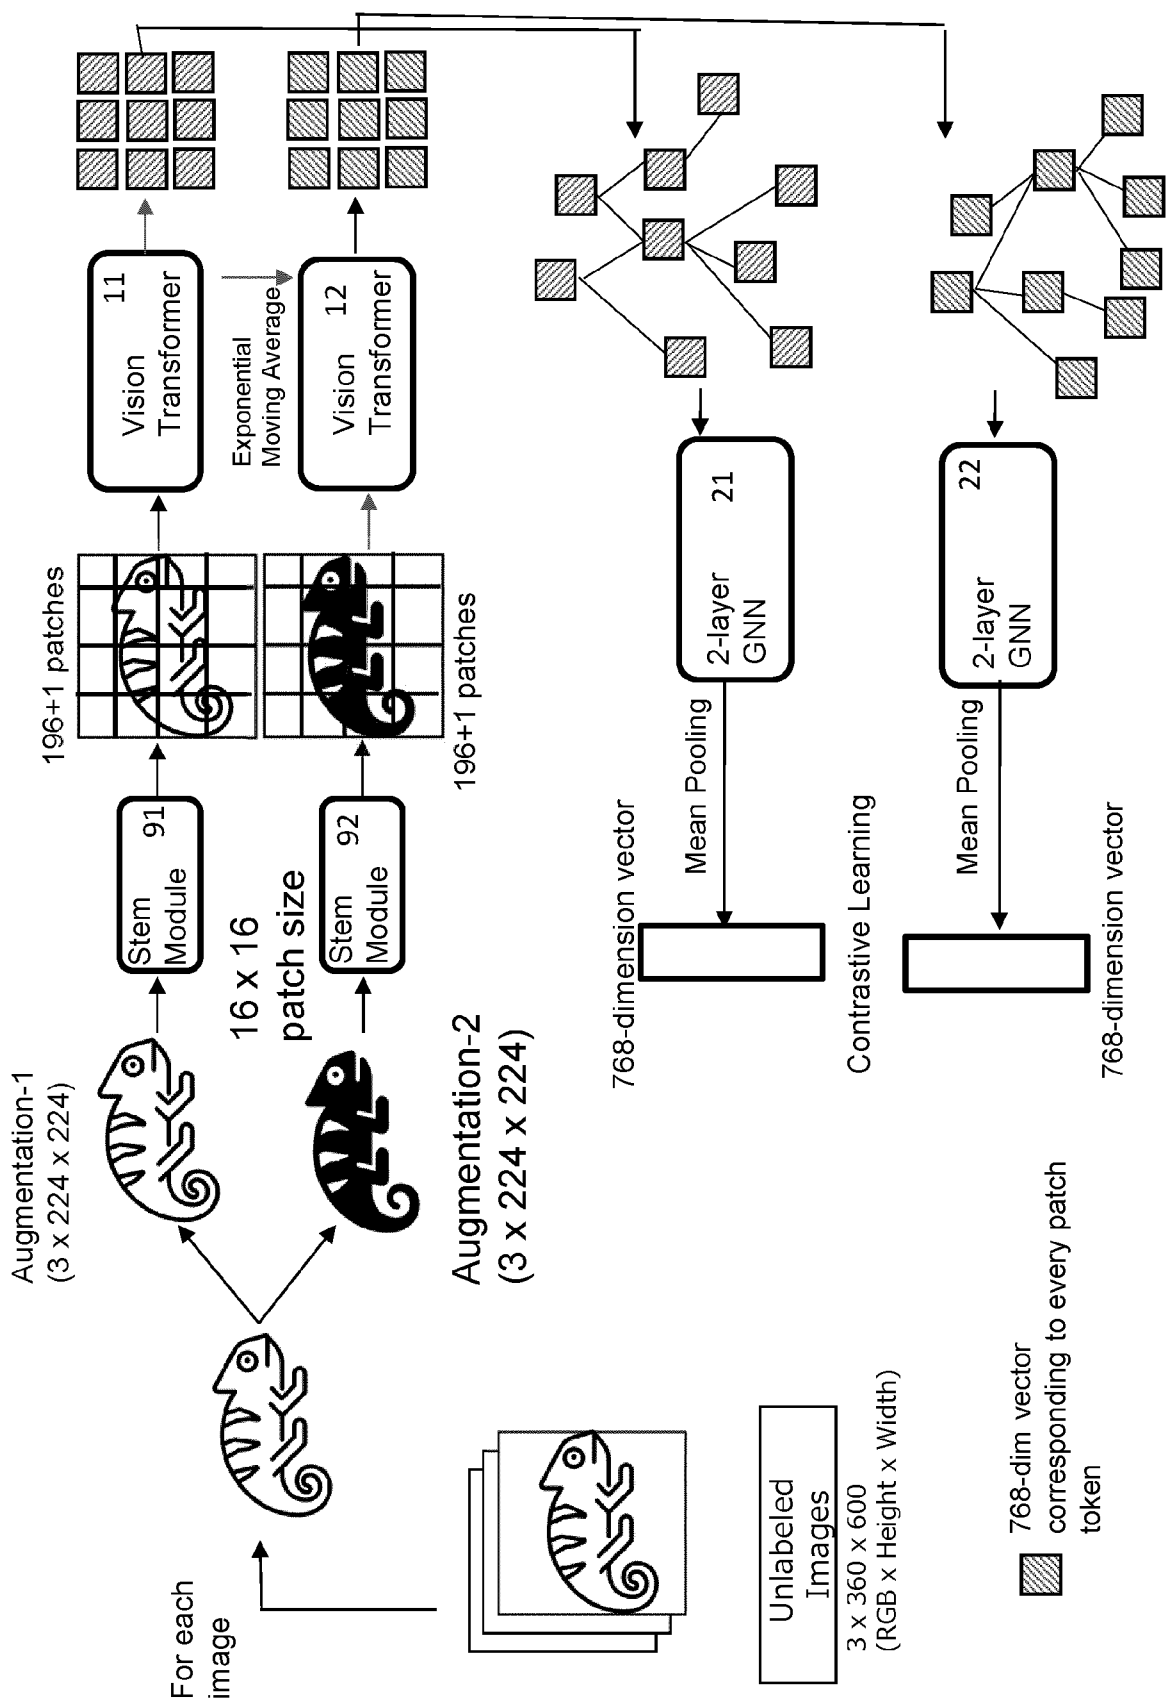 For each
image
Unlabeled
Images
3 x 360 x 600
(RGB x Height x Width)
768-dim vector
corresponding to every patch
token
Augmentation-1
(3 x 224 x 224)
Augmentation-2
(3 x 224 x 224)
Stem
Module
91
16 x 16
patch size
Stem
Module
92
196+1 patches
196+1 patches
Vision
Transformer
11
Exponential
Moving Average
Vision
Transformer
12
2-layer
GNN
21
Mean Pooling
768-dimension vector
Contrastive Learning
2-layer
GNN
22
Mean Pooling
768-dimension vector